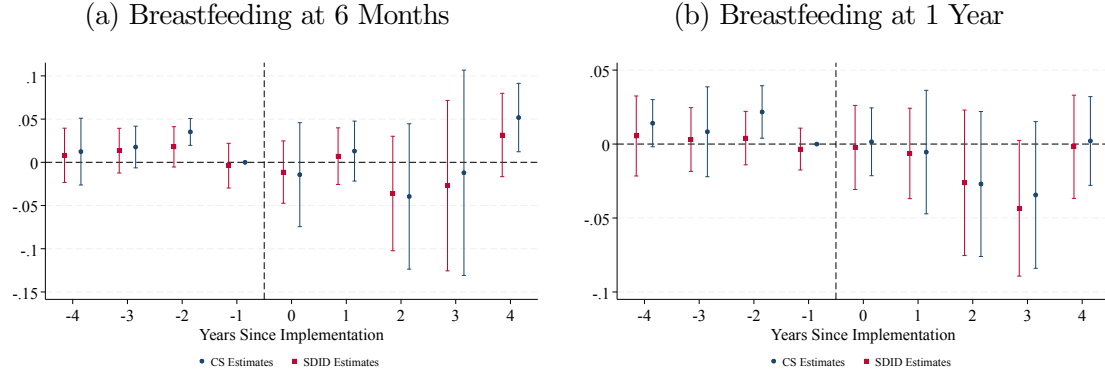 (a) Breastfeeding at 6 Months
.1
.05
0
-.05
-.1
-.15
-4 -3 -2 -1 0 1 2 3 4
Years Since Implementation
CS Estimates SDID Estimates
(b) Breastfeeding at 1 Year
.05
0
-.05
-.1
-4 -3 -2 -1 0 1 2 3 4
Years Since Implementation
CS Estimates SDID Estimates